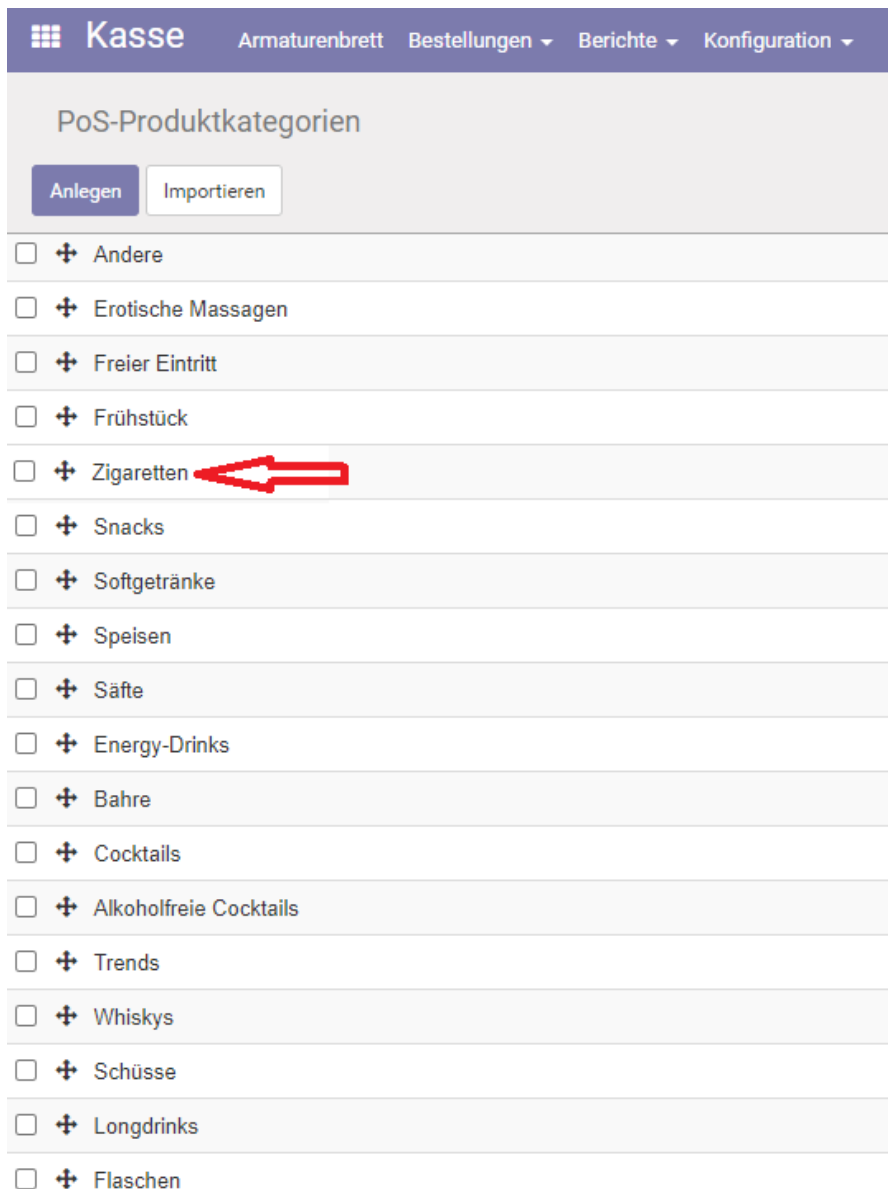 Kasse Armaturenbrett Bestellungen Berichte Konfiguration
PoS-Produktkategorien
Anlegen Importieren
Andere
Erotische Massagen
Freier Eintritt
Frühstück
Zigaretten
Snacks
Softgetränke
Speisen
Säfte
Energy-Drinks
Bahre
Cocktails
Alkoholfreie Cocktails
Trends
Whiskys
Schüsse
Longdrinks
Flaschen